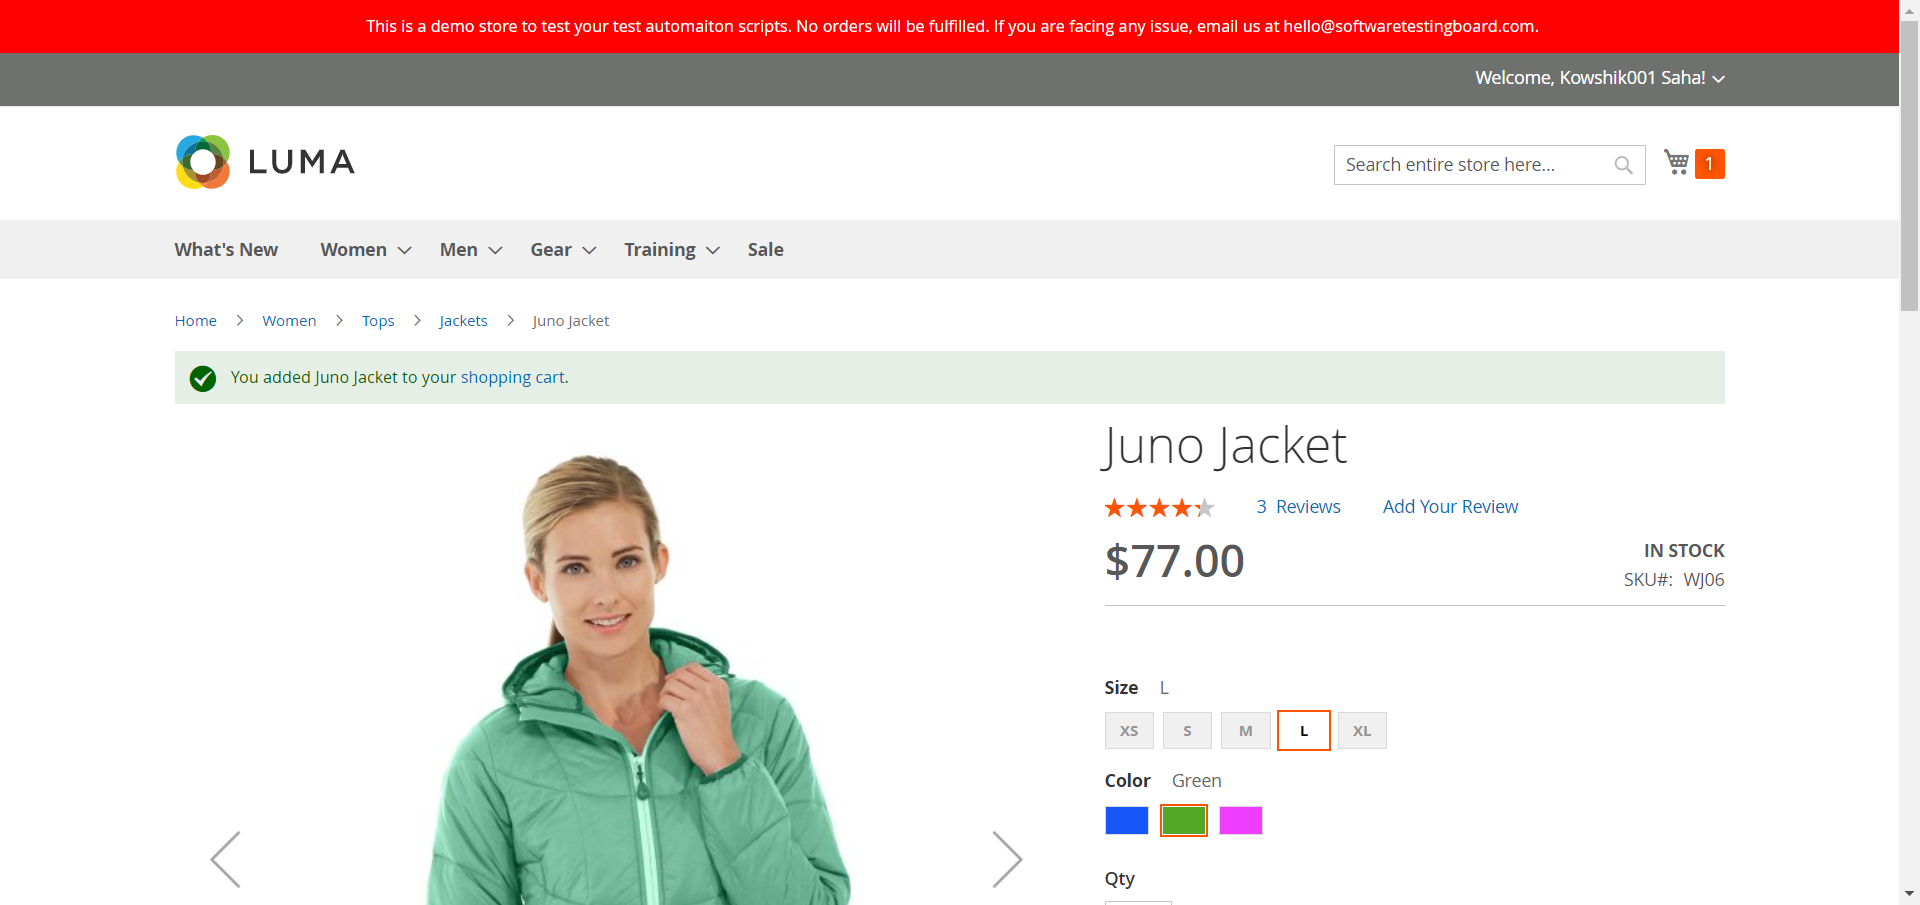 This is a demo store to test your test automaiton scripts. No orders will be fulfilled. If you are facing any issue, email us at hello@softwaretestingboard.com.
Welcome, Kowshik001 Saha!
LUMA
Search entire store here...
1
What's New Women Men Gear Training Sale
Home > Women > Tops > Jackets > Juno Jacket
You added Juno Jacket to your shopping cart.
Juno Jacket
3 Reviews Add Your Review
$77.00
IN STOCK
SKU#: WJ06
Size L
XS S M L XL
Color Green
Qty